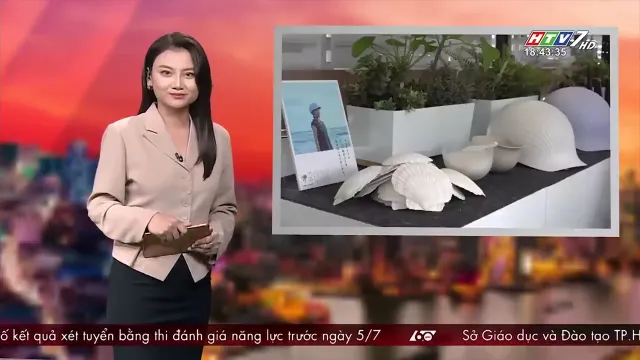 HTV7 HD
18:43:35
ố kết quả xét tuyển bằng thi đánh giá năng lực trước ngày 5/7
60
Sở Giáo dục và Đào tạo TP.H